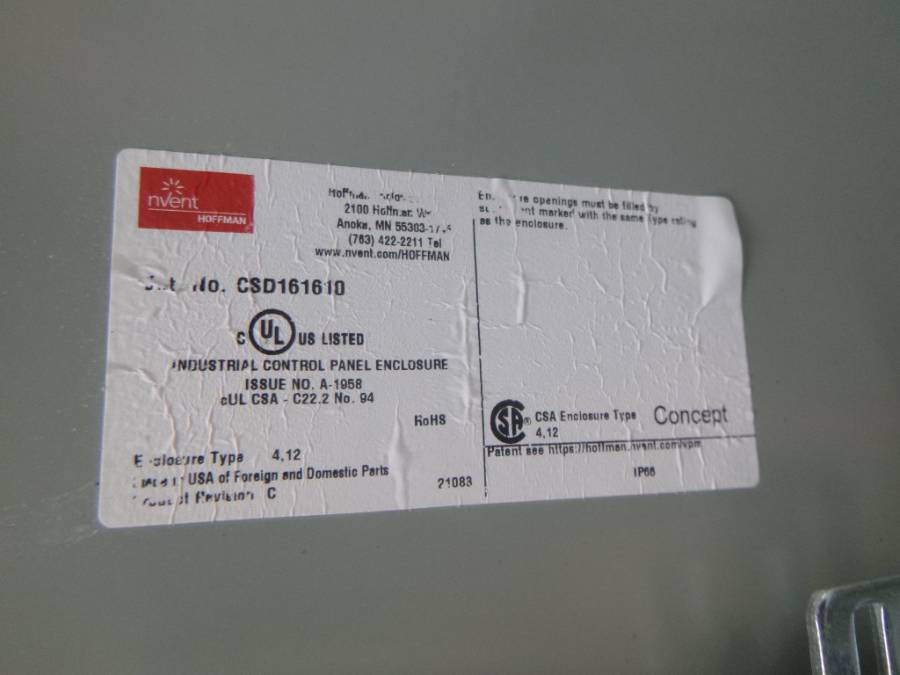 nvent
HOFFMAN
2100
Anoka, MN
(763) 422-2211 Tel
www.nvent.com/HOFFMAN
No. CSD161610
C UL US LISTED
INDUSTRIAL CONTROL PANEL ENCLOSURE
ISSUE NO. A-1958
cUL CSA - C22.2 No. 94
RoHS
Enclosure Type 4,12
USA of Foreign and Domestic Parts
21083
Revision C
openings must be filled by
marked with the same Type rating
as the enclosure.
SA® CSA Enclosure Type Concept
4,12
Patent see https://hoffman.nvent.com/vpm
IP66